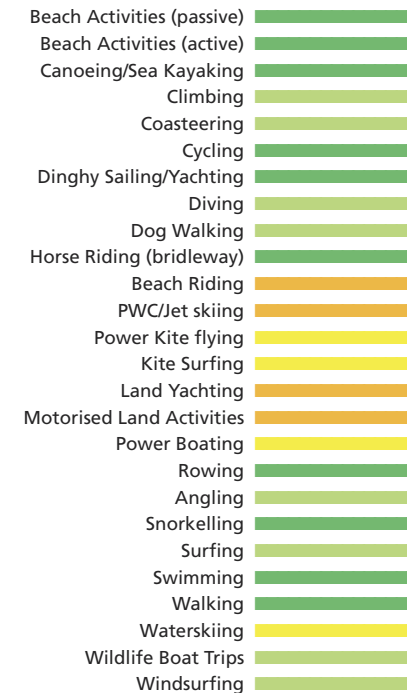 Beach Activities (passive)
Beach Activities (active)
Canoeing/Sea Kayaking
Climbing
Coasteering
Cycling
Dinghy Sailing/Yachting
Diving
Dog Walking
Horse Riding (bridleway)
Beach Riding
PWC/Jet skiing
Power Kite flying
Kite Surfing
Land Yachting
Motorised Land Activities
Power Boating
Rowing
Angling
Snorkelling
Surfing
Swimming
Walking
Waterskiing
Wildlife Boat Trips
Windsurfing